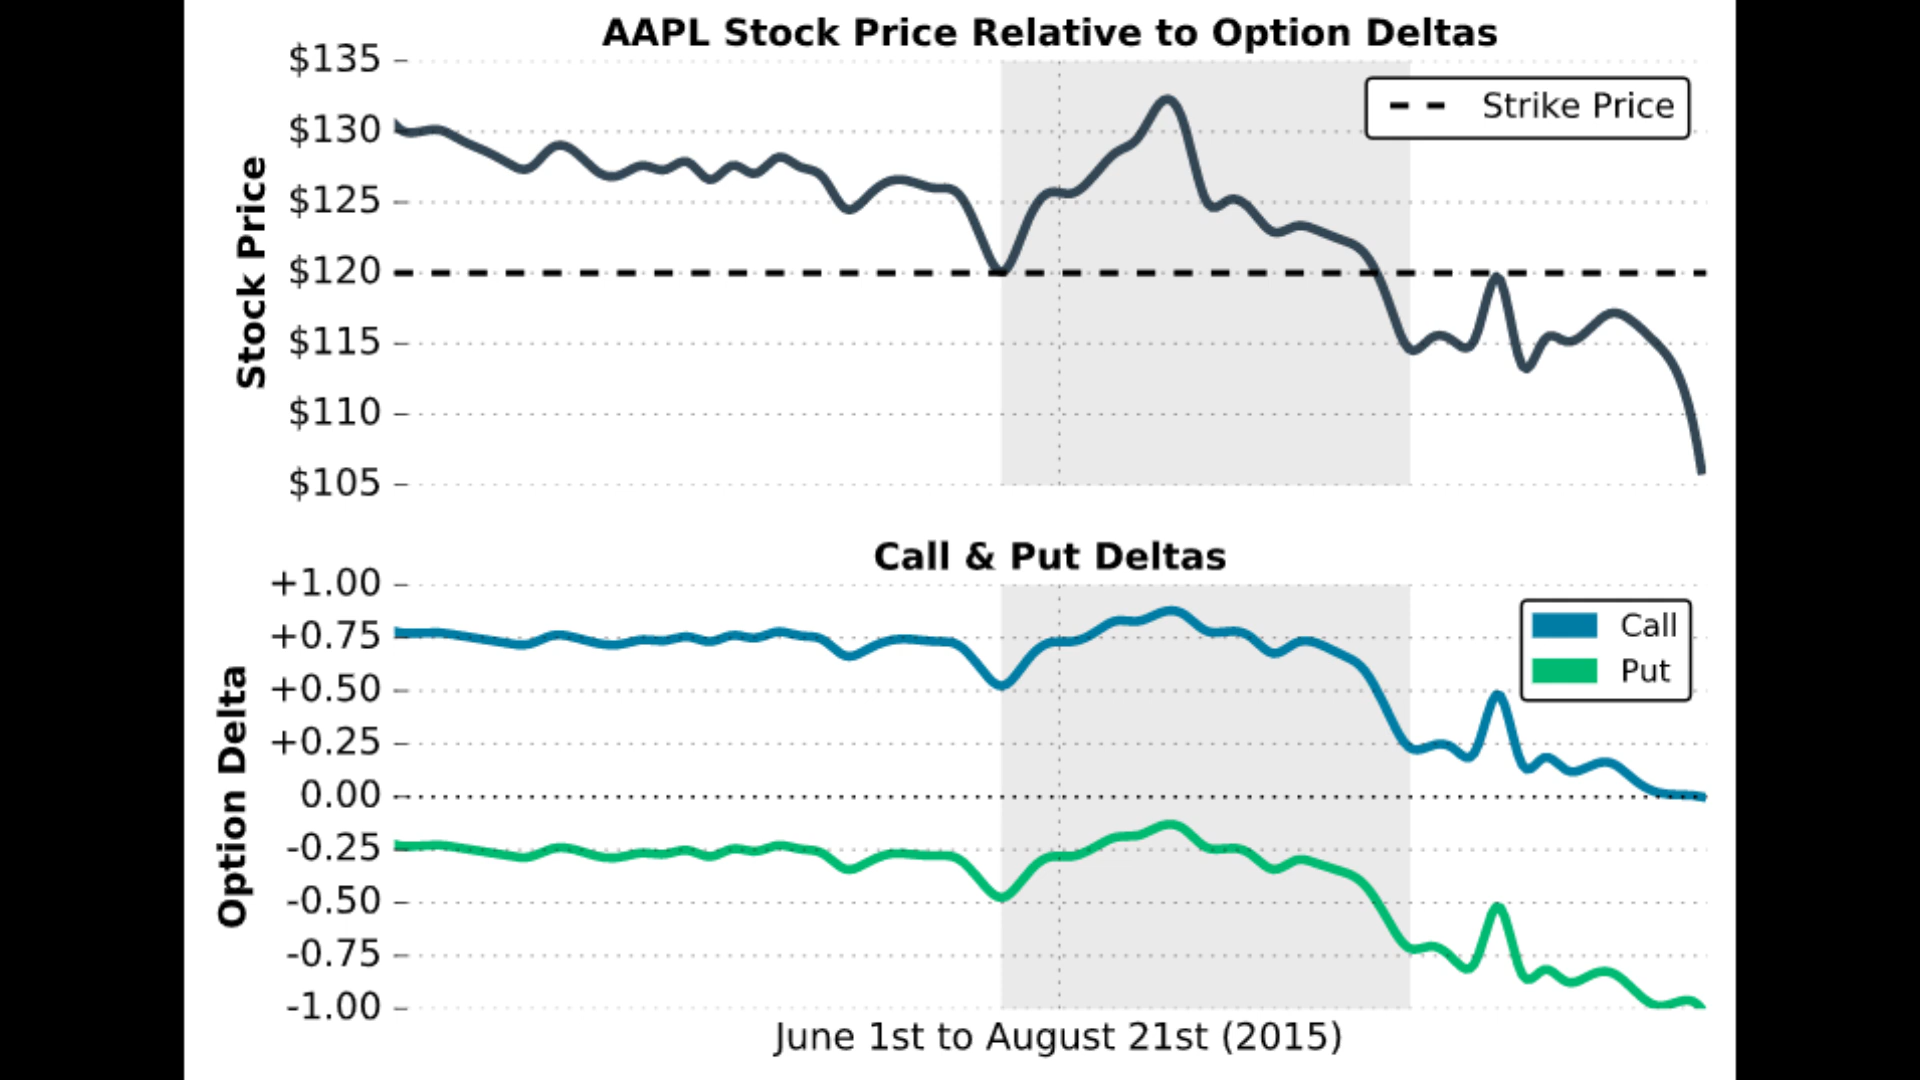 AAPL Stock Price Relative to Option Deltas
$135
$130
$125
$120
$115
$110
$105
Stock Price
Strike Price
Call & Put Deltas
+1.00
+0.75
+0.50
+0.25
0.00
-0.25
-0.50
-0.75
-1.00
Option Delta
Call
Put
June 1st to August 21st (2015)